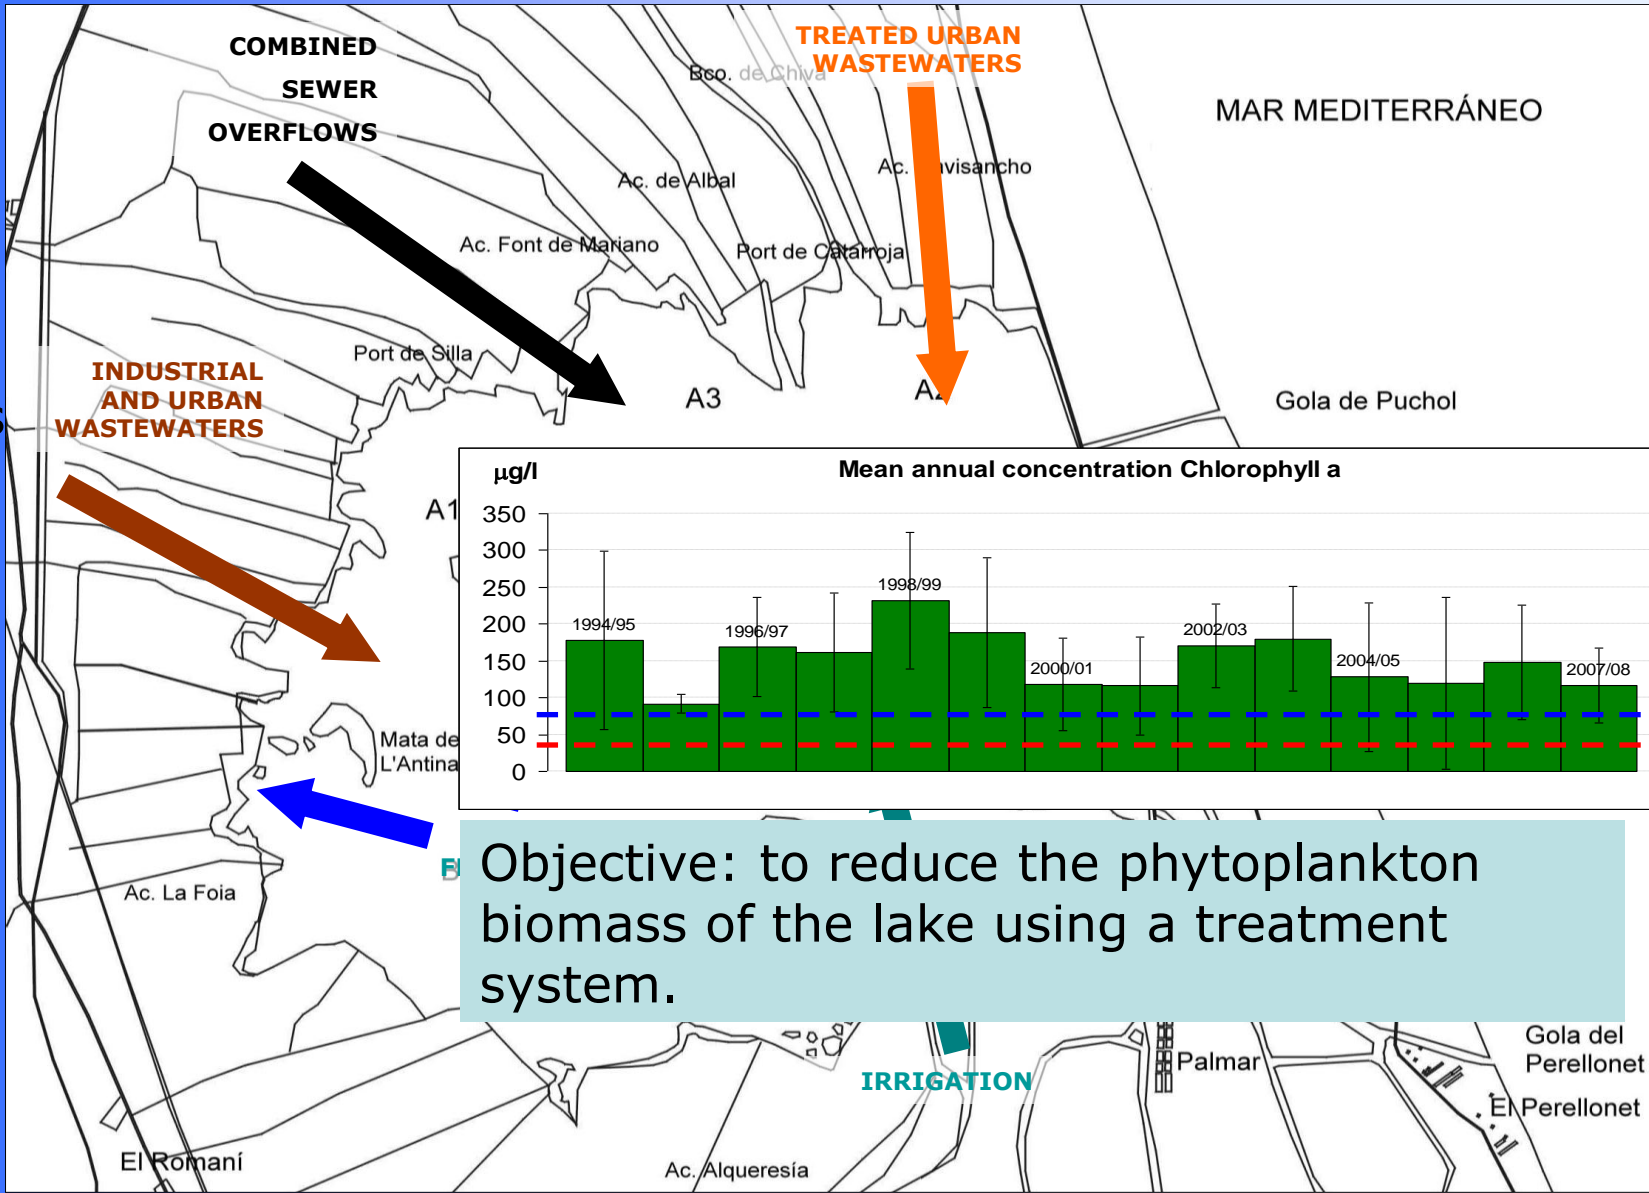 COMBINED
SEWER
OVERFLOWS
TREATED URBAN
WASTEWATERS
Bco. de Chiva
MAR MEDITERRÁNEO
Ac. de Albal
Ac. Font de Mariano
Port de Catarroja
Port de Silla
INDUSTRIAL
AND URBAN
WASTEWATERS
A3
Gola de Puchol
A1
µg/l
Mean annual concentration Chlorophyll a
350
300
250
200
150
100
50
0
1994/95
1996/97
1998/99
2000/01
2002/03
2004/05
2007/08
Mata de
L'Antina
Ac. La Foia
Objective: to reduce the phytoplankton
biomass of the lake using a treatment
system.
IRRIGATION
Palmar
Gola del
Perellonet
El Perellonet
El Romaní
Ac. Alqueresía